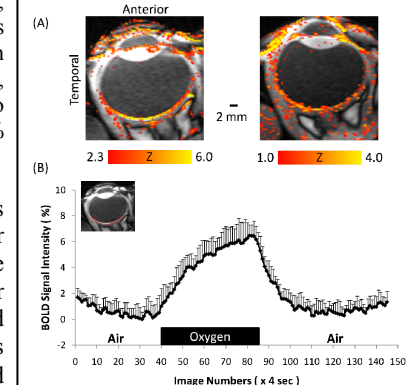 (A)
Anterior
Temporal
2 mm
2.3 Z 6.0
1.0 Z 4.0
(B)
BOLD Signal Intensity ( %)
10
8
6
4
2
0
-2
Air Oxygen Air
0 10 20 30 40 50 60 70 80 90 100 110 120 130 140 150
Image Numbers ( x 4 sec )